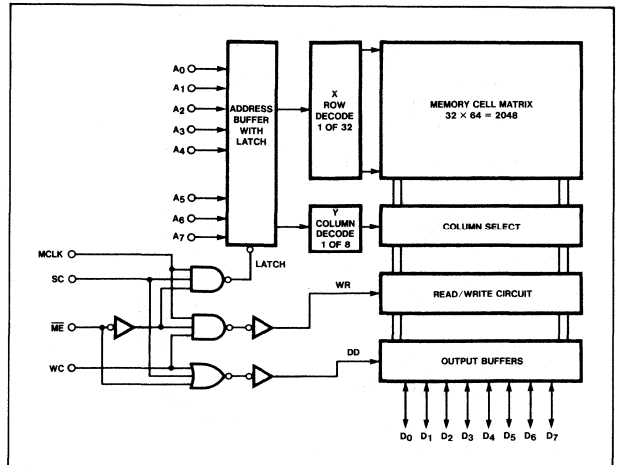 A0
A1
A2
A3
A4
A5
A6
A7
ADDRESS
BUFFER
WITH
LATCH
X
ROW
DECODE
1 OF 32
MEMORY CELL MATRIX
32 × 64 = 2048
Y
COLUMN
DECODE
1 OF 8
COLUMN SELECT
MCLK
LATCH
SC
WR
READ/WRITE CIRCUIT
ME
WC
DD
OUTPUT BUFFERS
D0 D1 D2 D3 D4 D5 D6 D7